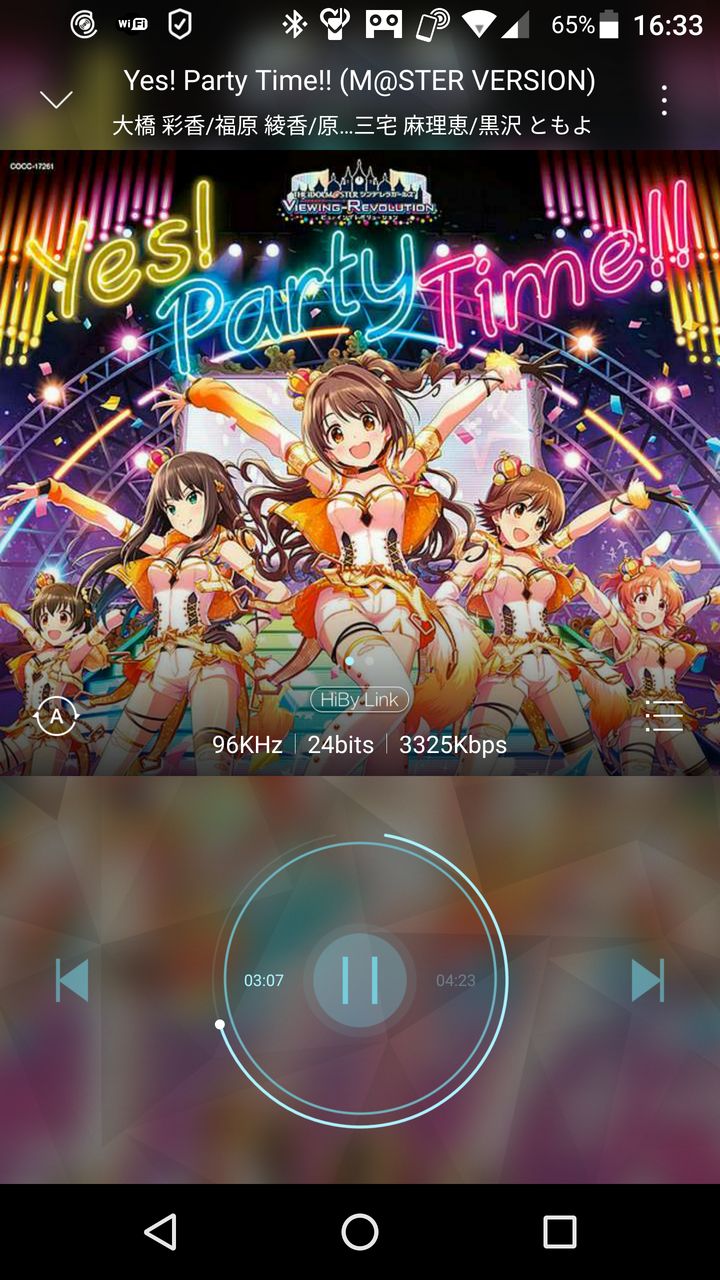 WiFi
65% 16:33
Yes! Party Time!! (M@STER VERSION)
大橋 彩香/福原 綾香/原…三宅 麻理恵/黒沢 ともよ
COCC-17261
THE IDOLM@STER シンデレラガールズ
VIEWING REVOLUTION
ビューイングレボリューション
Yes!
Party Time!!
HiBy Link
A
96KHz | 24bits | 3325Kbps
03:07 04:23